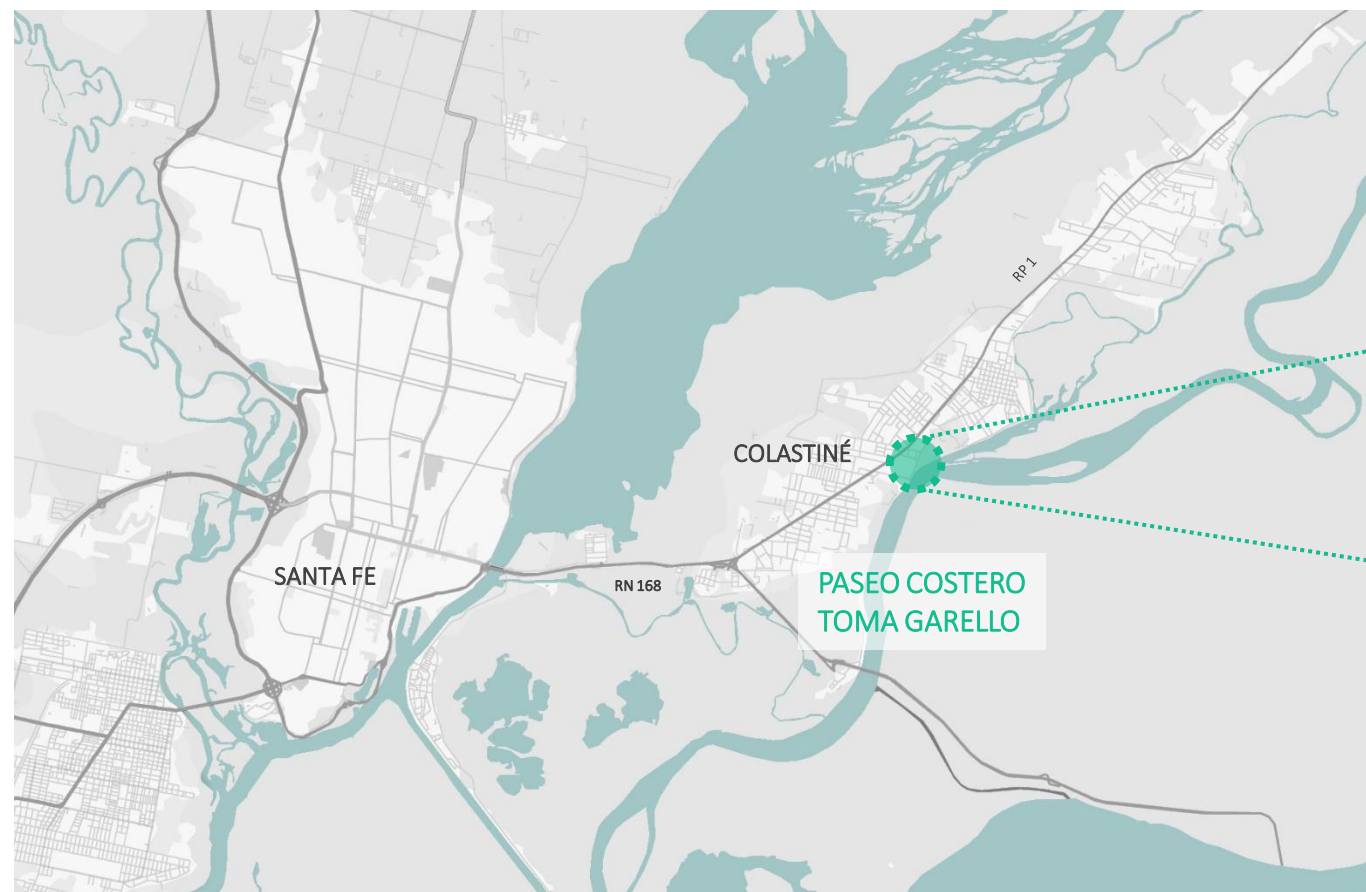 RP 1
COLASTINÉ
SANTA FE
RN 168
PASEO COSTERO
TOMA GARELLO